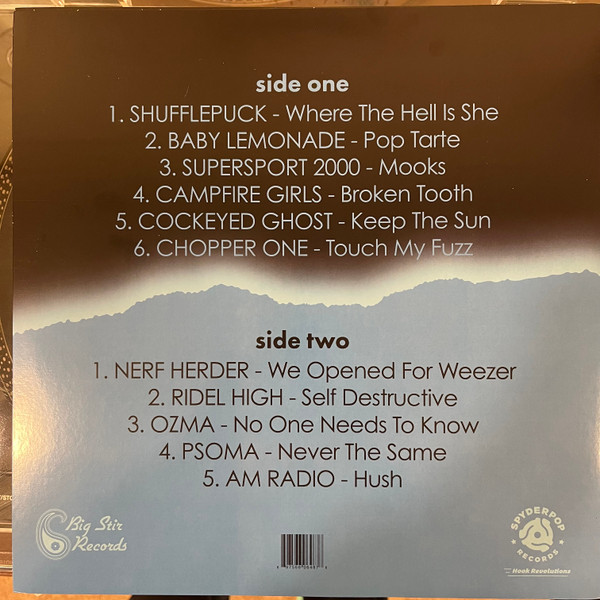 side one
1. SHUFFLEPUCK - Where The Hell Is She
2. BABY LEMONADE - Pop Tarte
3. SUPERSPORT 2000 - Mooks
4. CAMPFIRE GIRLS - Broken Tooth
5. COCKEYED GHOST - Keep The Sun
6. CHOPPER ONE - Touch My Fuzz
side two
1. NERF HERDER - We Opened For Weezer
2. RIDEL HIGH - Self Destructive
3. OZMA - No One Needs To Know
4. PSOMA - Never The Same
5. AM RADIO - Hush
Big Stir
Records
SPYDERPOP
RECORDS
Hook Revolutions